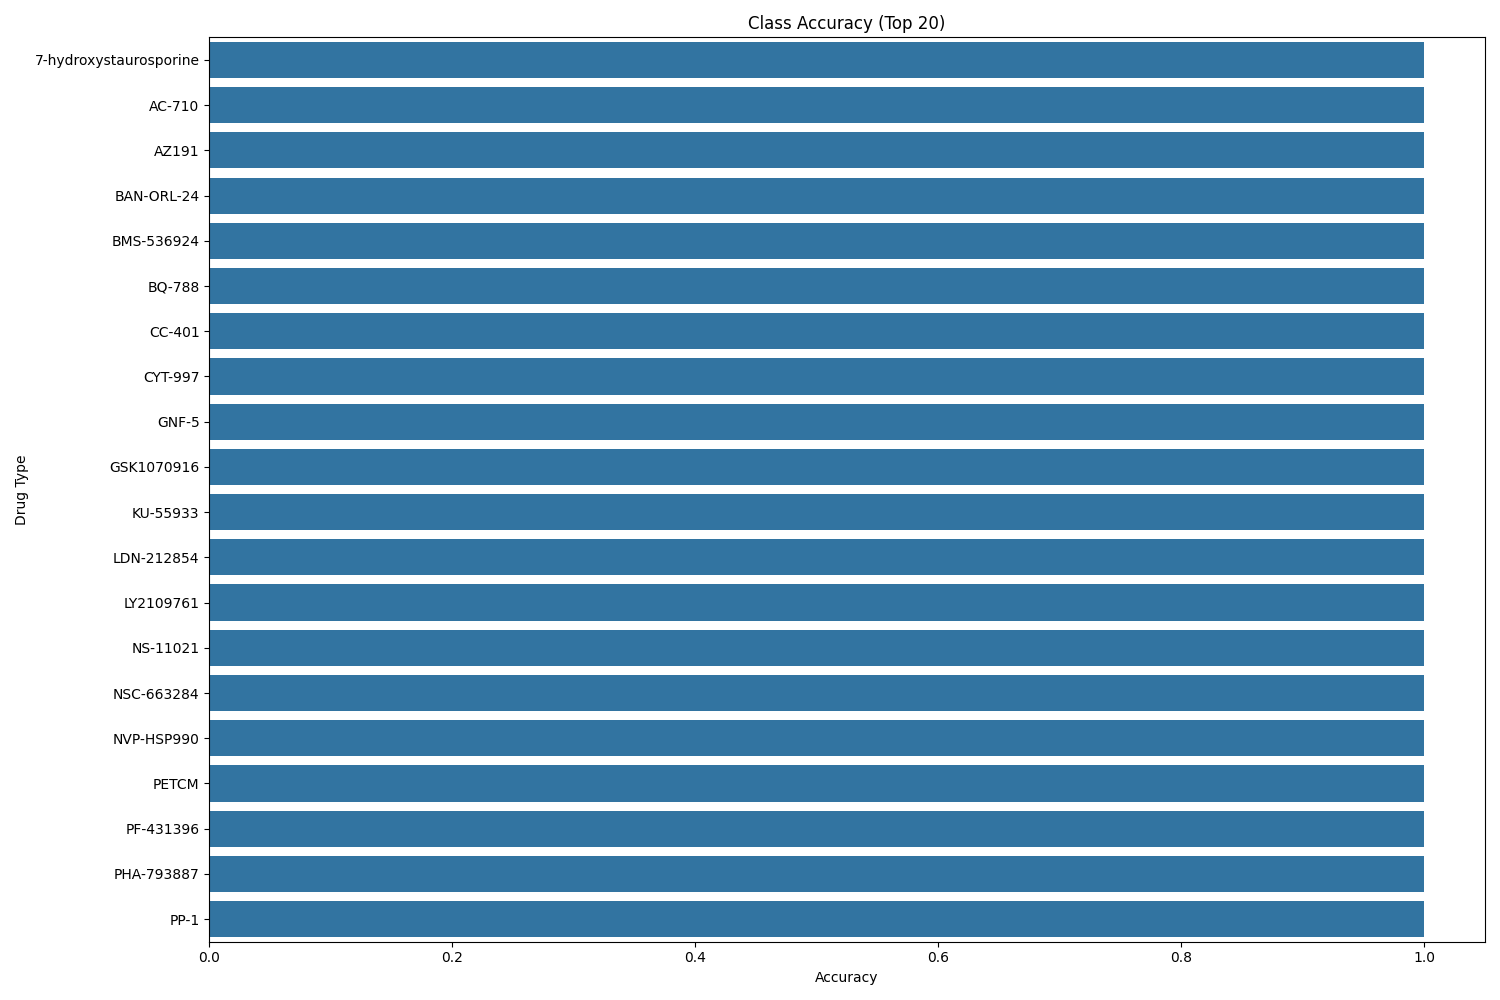 Class Accuracy (Top 20)
7-hydroxystaurosporine
AC-710
AZ191
BAN-ORL-24
BMS-536924
BQ-788
CC-401
CYT-997
GNF-5
GSK1070916
KU-55933
LDN-212854
LY2109761
NS-11021
NSC-663284
NVP-HSP990
PETCM
PF-431396
PHA-793887
PP-1
Drug Type
0.0 0.2 0.4 0.6 0.8 1.0
Accuracy